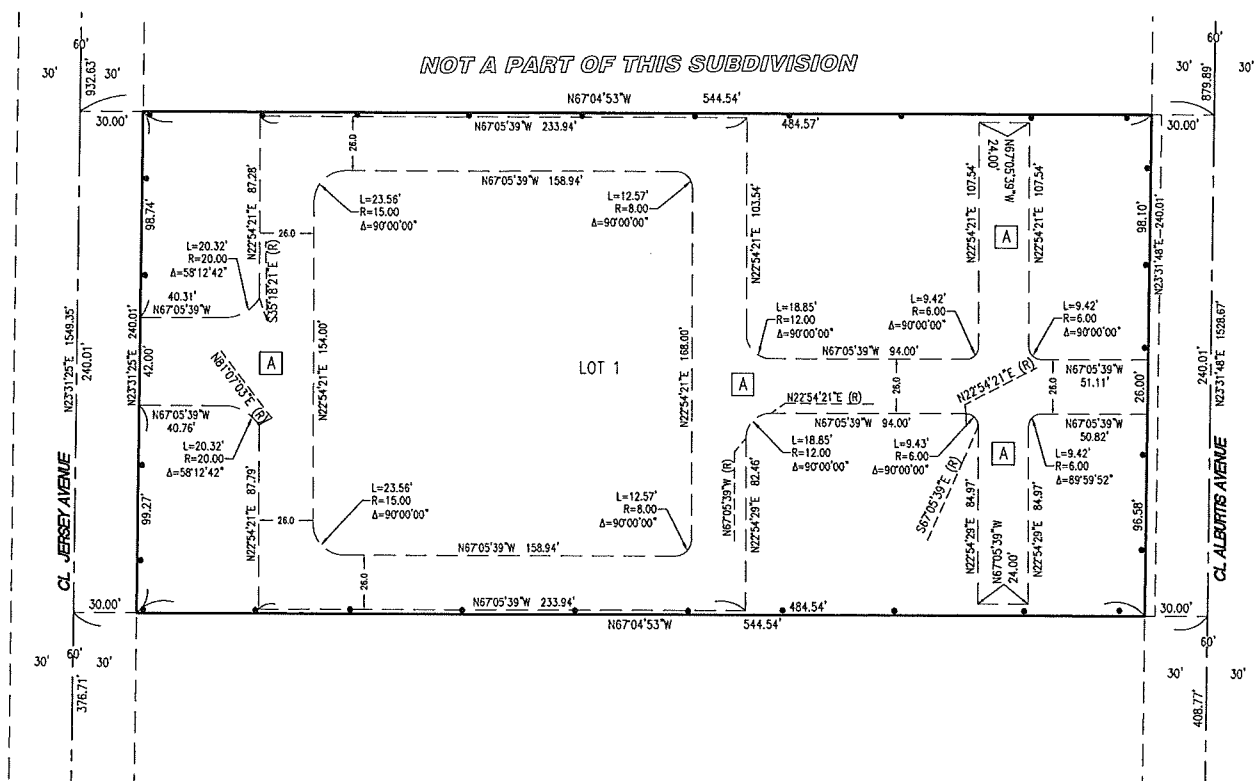 60'
30'
30'
932.63'
NOT A PART OF THIS SUBDIVISION
60'
30'
30'
879.89'
N67°04'53"W 544.54'
30.00'
N67°05'39"W 233.94'
484.57'
30.00'
26.0
N67°05'39"W
24.00'
N67°05'39"W 158.94'
L=23.56'
R=15.00
Δ=90°00'00"
L=12.57'
R=8.00
Δ=90°00'00"
98.74'
N22°54'21"E 87.28'
26.0
N22°54'21"E 103.54'
N22°54'21"E 107.54'
A
N22°54'21"E 107.54'
98.10'
N23°31'48"E 240.01'
L=20.32'
R=20.00
Δ=58°12'42"
S35°18'21"E (R)
40.31'
N67°05'39"W
L=18.85'
R=12.00
Δ=90°00'00"
L=9.42'
R=6.00
Δ=90°00'00"
L=9.42'
R=6.00
Δ=90°00'00"
N23°31'25"E 1549.35'
240.01'
N23°31'25"E 240.01'
42.00'
N81°07'03"E (R)
A
N22°54'21"E 154.00'
LOT 1
N22°54'21"E 168.00'
A
N67°05'39"W 94.00'
26.0
N22°54'21"E (R)
N67°05'39"W
51.11'
26.0
26.00'
240.01'
N23°31'48"E 1528.67'
N67°05'39"W
40.76'
N22°54'21"E (R)
N67°05'39"W 94.00'
N67°05'39"W
50.82'
L=20.32'
R=20.00
Δ=58°12'42"
L=18.85'
R=12.00
Δ=90°00'00"
L=9.43'
R=6.00
Δ=90°00'00"
A
L=9.42'
R=6.00
Δ=89°59'52"
CL JERSEY AVENUE
99.27'
N22°54'21"E 87.79'
26.0
L=23.56'
R=15.00
Δ=90°00'00"
L=12.57'
R=8.00
Δ=90°00'00"
N67°05'39"W (R)
N22°54'29"E 82.46'
S67°05'39"E (R)
N22°54'29"E 84.97'
N22°54'29"E 84.97'
96.58'
CL ALBURTIS AVENUE
N67°05'39"W 158.94'
26.0
N67°05'39"W
24.00'
30.00'
N67°05'39"W 233.94'
484.54'
30.00'
N67°04'53"W 544.54'
60'
30'
30'
376.71'
60'
30'
30'
408.77'